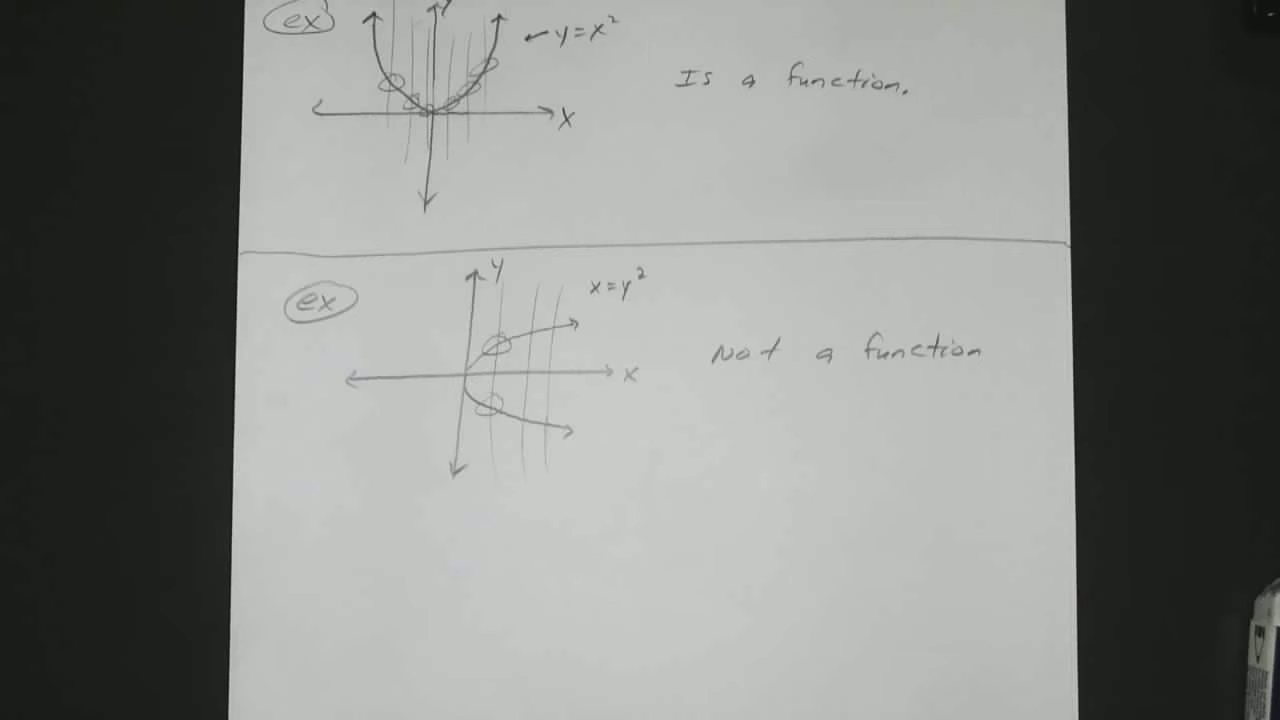 ex
y
y=x²
Is a function.
x
ex
y
x=y²
Not a function
x